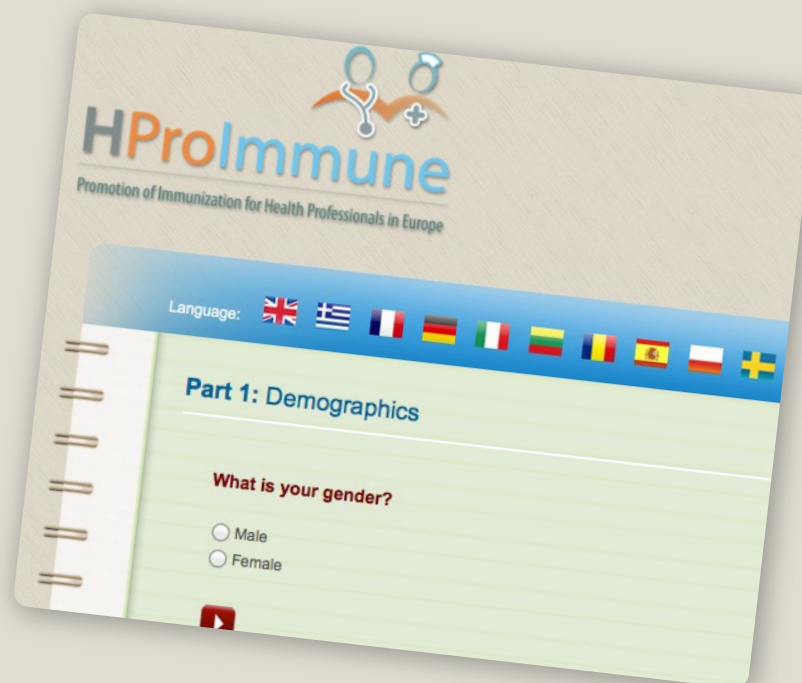 HProImmune
Promotion of Immunization for Health Professionals in Europe
Language:
Part 1: Demographics
What is your gender?
Male
Female